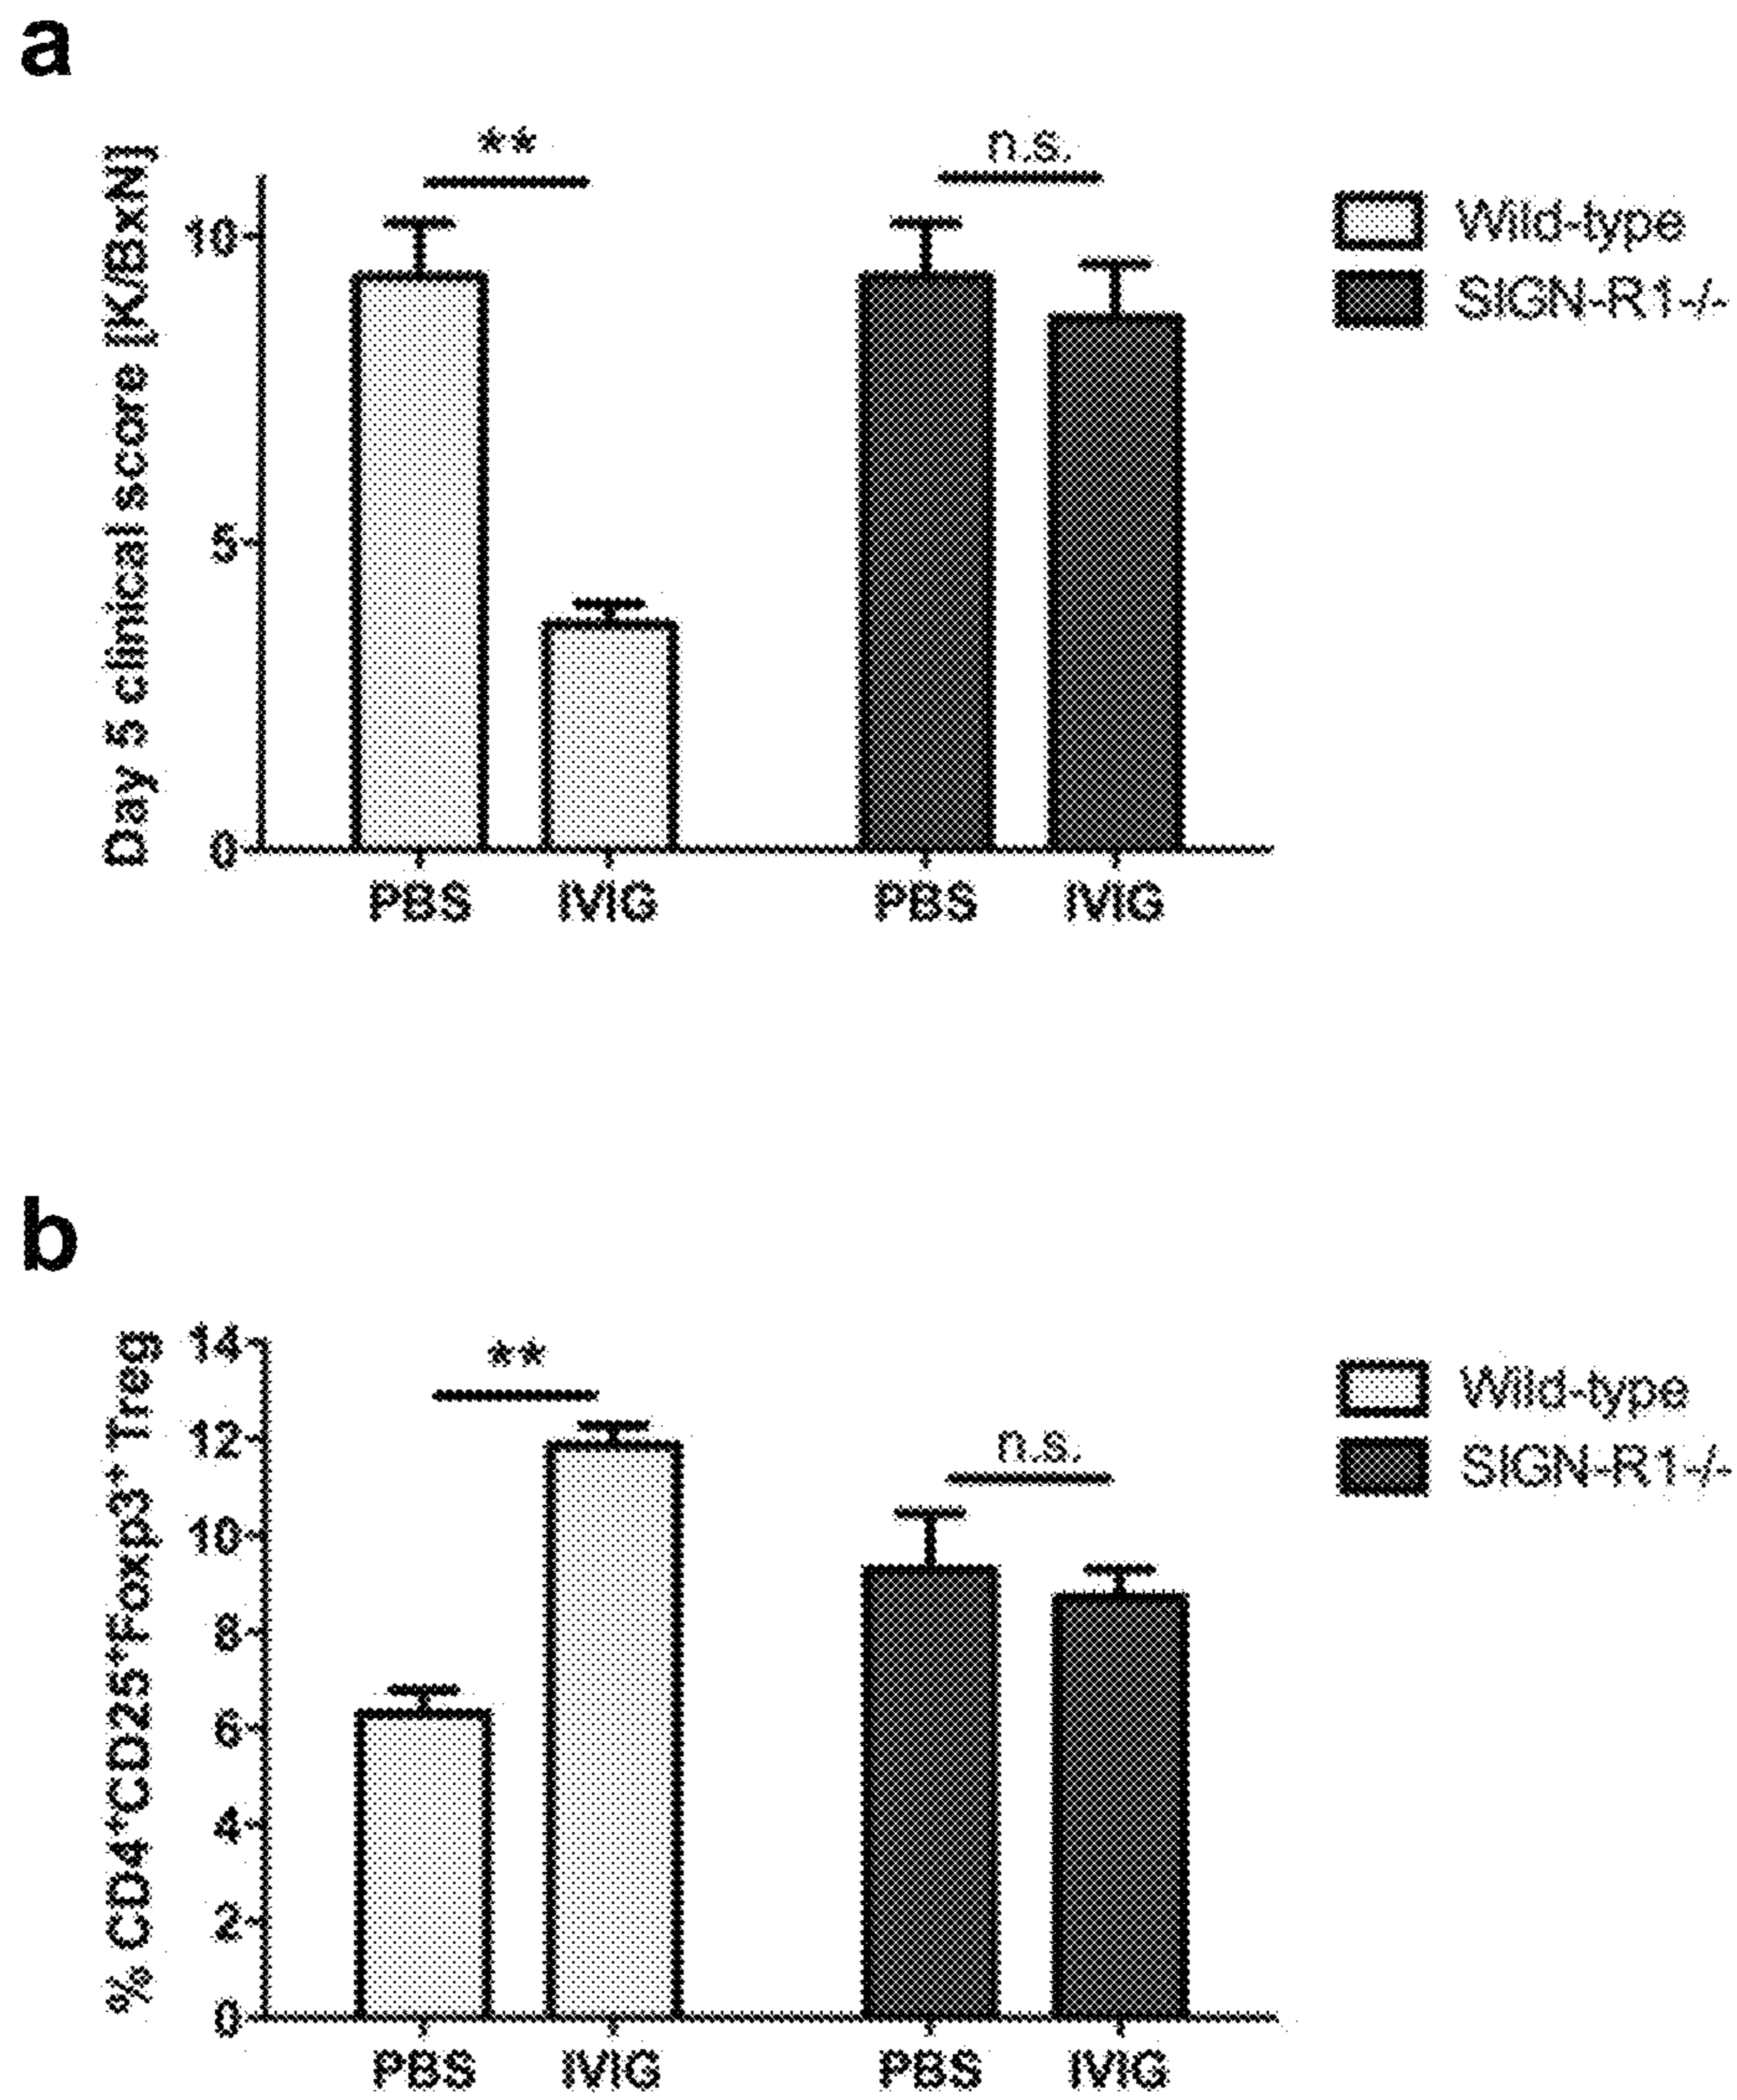 a
Day 5 clinical score [K/BxN]
**
n.s.
10
5
0
PBS IVIG PBS IVIG
Wild-type
SIGN-R1-/-
b
% CD4⁺CD25⁺Foxp3⁺ Treg
**
n.s.
14
12
10
8
6
4
2
0
PBS IVIG PBS IVIG
Wild-type
SIGN-R1-/-